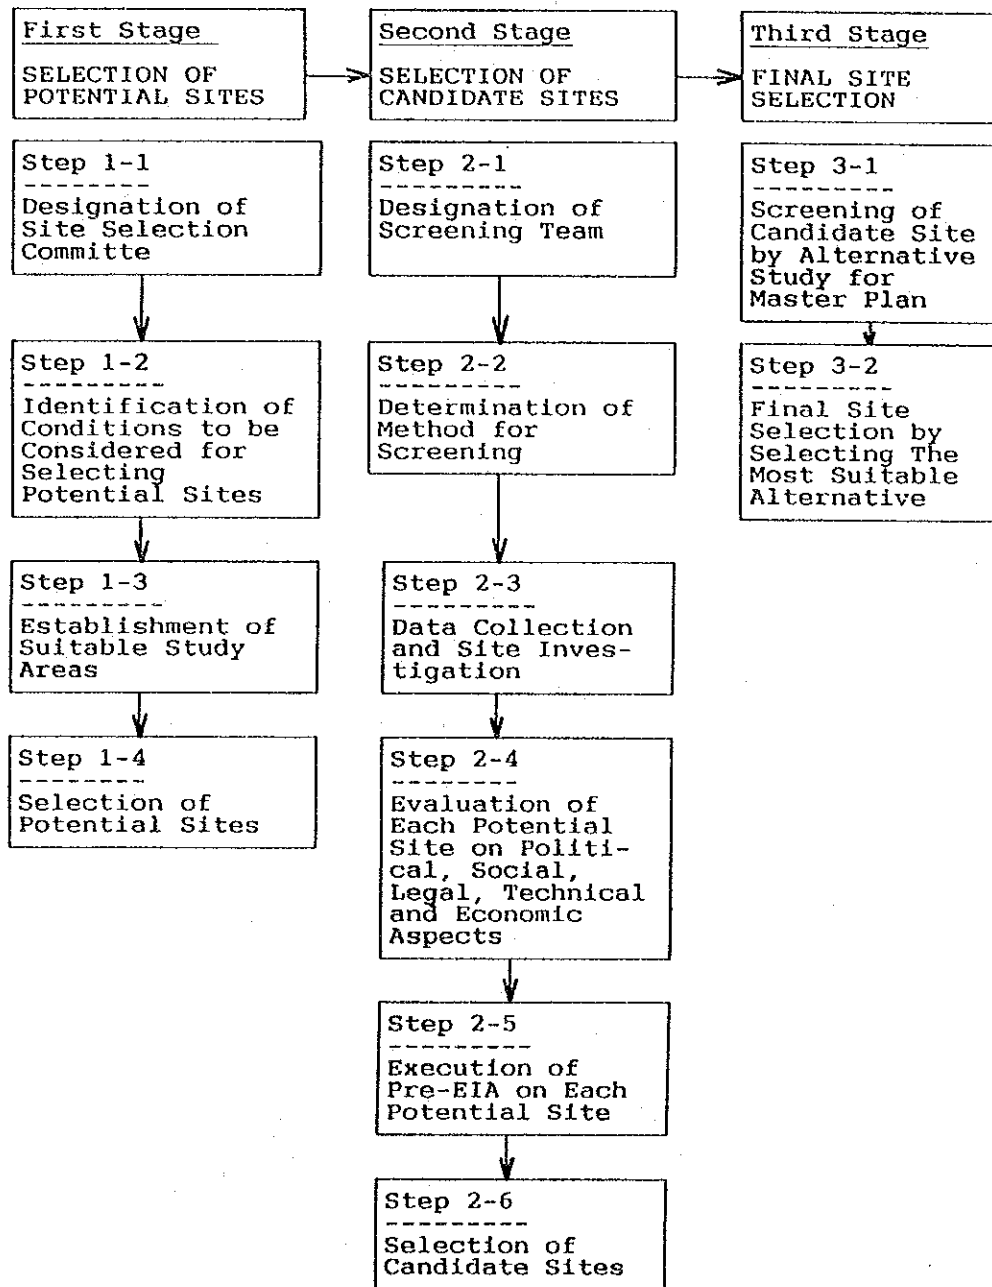 First Stage
SELECTION OF
POTENTIAL SITES
Step 1-1
---------
Designation of
Site Selection
Committe
Step 1-2
---------
Identification of
Conditions to be
Considered for
Selecting
Potential Sites
Step 1-3
---------
Establishment of
Suitable Study
Areas
Step 1-4
---------
Selection of
Potential Sites
Second Stage
SELECTION OF
CANDIDATE SITES
Step 2-1
---------
Designation of
Screening Team
Step 2-2
---------
Determination of
Method for
Screening
Step 2-3
---------
Data Collection
and Site Inves-
tigation
Step 2-4
---------
Evaluation of
Each Potential
Site on Politi-
cal, Social,
Legal, Technical
and Economic
Aspects
Step 2-5
---------
Execution of
Pre-EIA on Each
Potential Site
Step 2-6
---------
Selection of
Candidate Sites
Third Stage
FINAL SITE
SELECTION
Step 3-1
---------
Screening of
Candidate Site
by Alternative
Study for
Master Plan
Step 3-2
---------
Final Site
Selection by
Selecting The
Most Suitable
Alternative